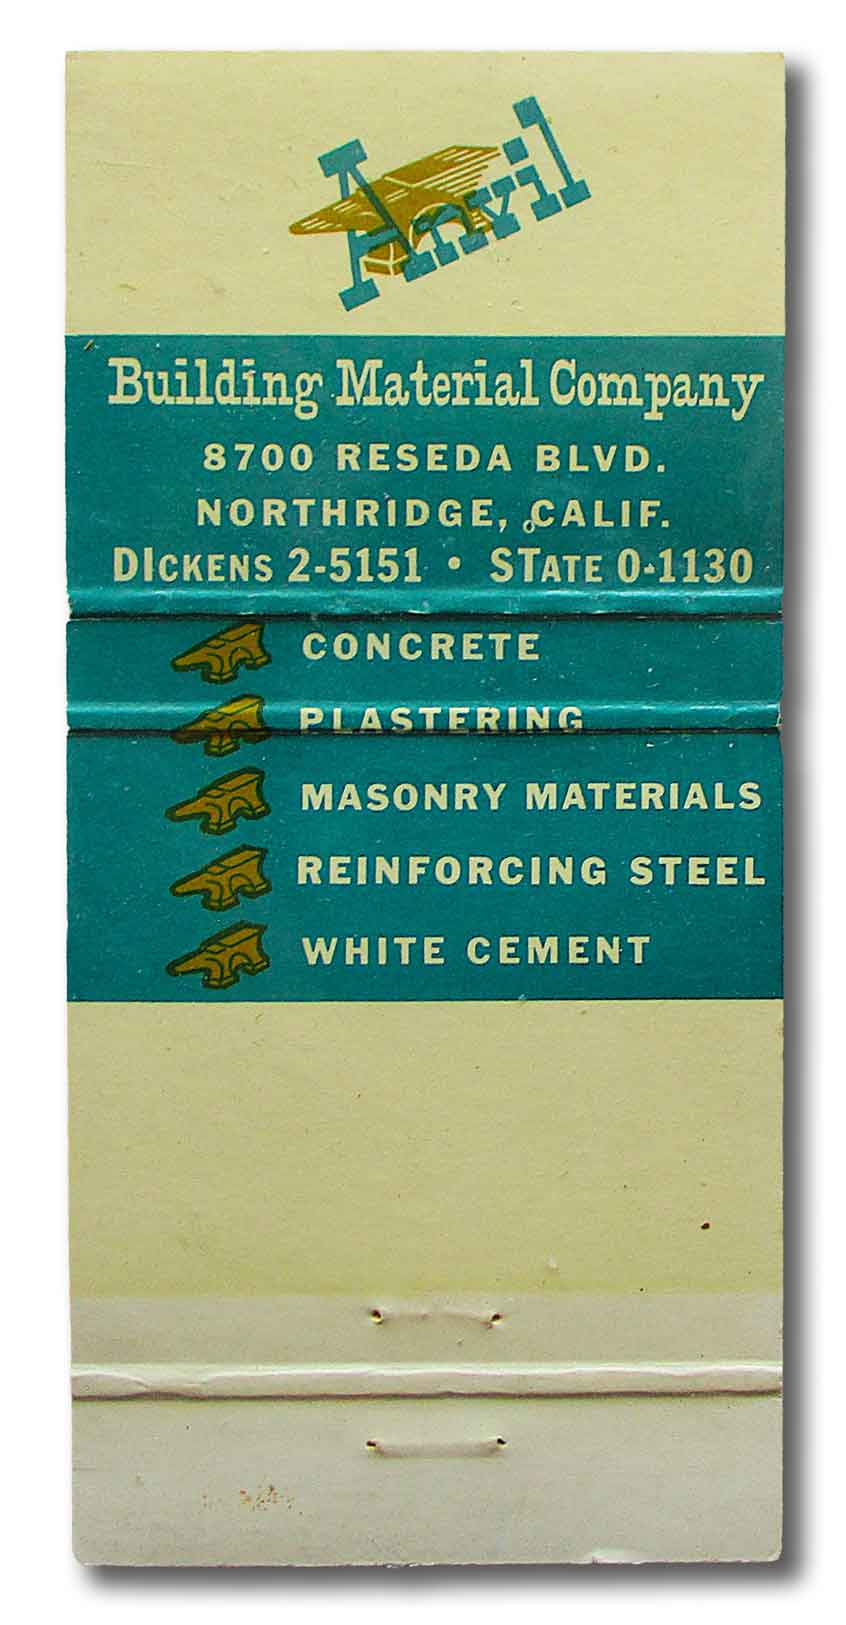 Anvil
Building Material Company
8700 RESEDA BLVD.
NORTHRIDGE, CALIF.
DICKENS 2-5151 • STATE 0-1130
CONCRETE
PLASTERING
MASONRY MATERIALS
REINFORCING STEEL
WHITE CEMENT